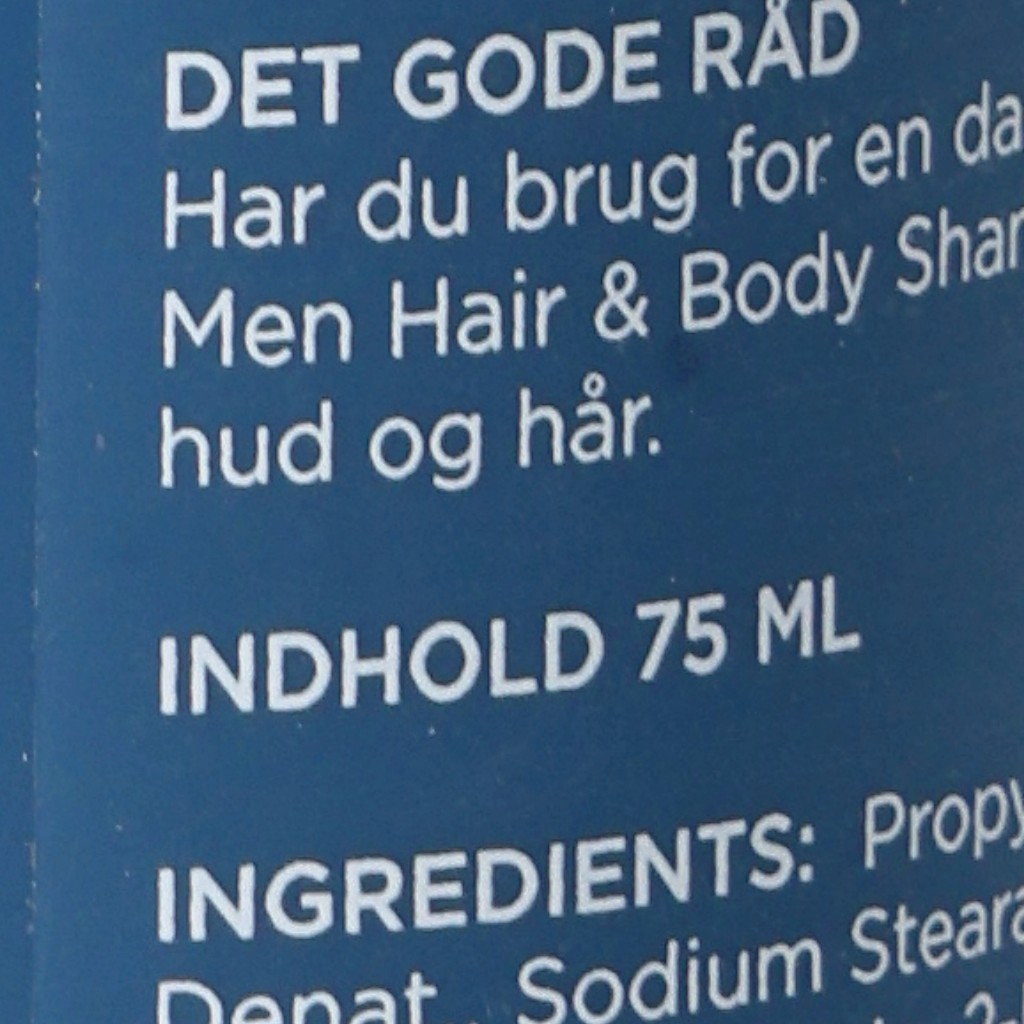 DET GODE RÅD
Har du brug for en da
Men Hair & Body Shar
hud og hår.
INDHOLD 75 ML
INGREDIENTS: Propy
Denat., Sodium Steara